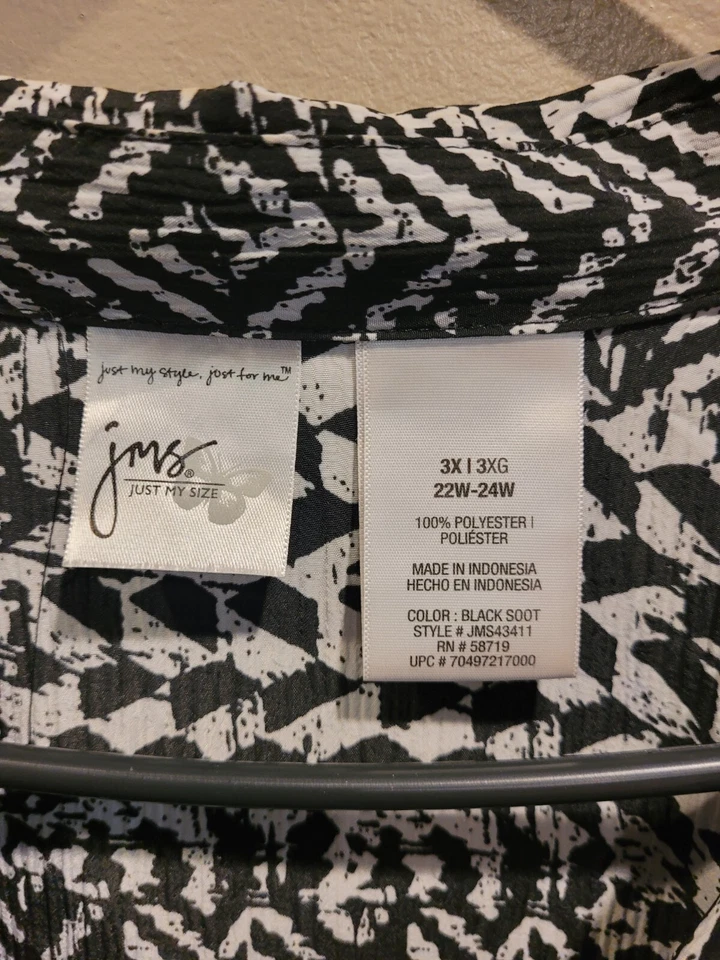 just my style, just for me™
jms®
JUST MY SIZE
3X | 3XG
22W-24W
100% POLYESTER |
POLIÉSTER
MADE IN INDONESIA
HECHO EN INDONESIA
COLOR : BLACK SOOT
STYLE # JMS43411
RN # 58719
UPC # 70497217000